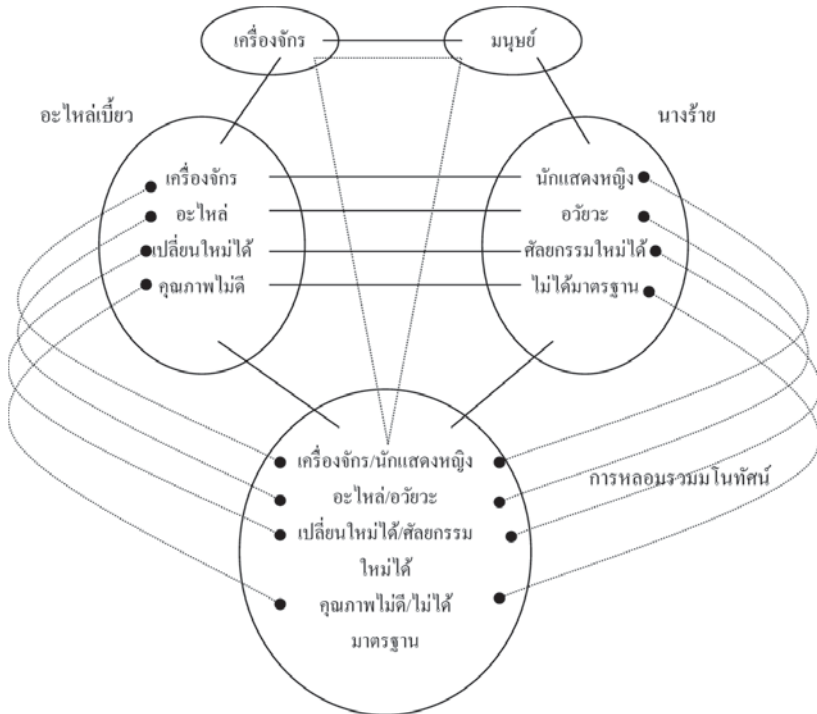 เครื่องจักร
มนุษย์
อะไหล่เบี้ยว
นางร้าย
เครื่องจักร
อะไหล่
เปลี่ยนใหม่ได้
คุณภาพไม่ดี
นักแสดงหญิง
อวัยวะ
ศัลยกรรมใหม่ได้
ไม่ได้มาตรฐาน
เครื่องจักร/นักแสดงหญิง
อะไหล่/อวัยวะ
เปลี่ยนใหม่ได้/ศัลยกรรม
ใหม่ได้
คุณภาพไม่ดี/ไม่ได้
มาตรฐาน
การหลอมรวมมโนทัศน์